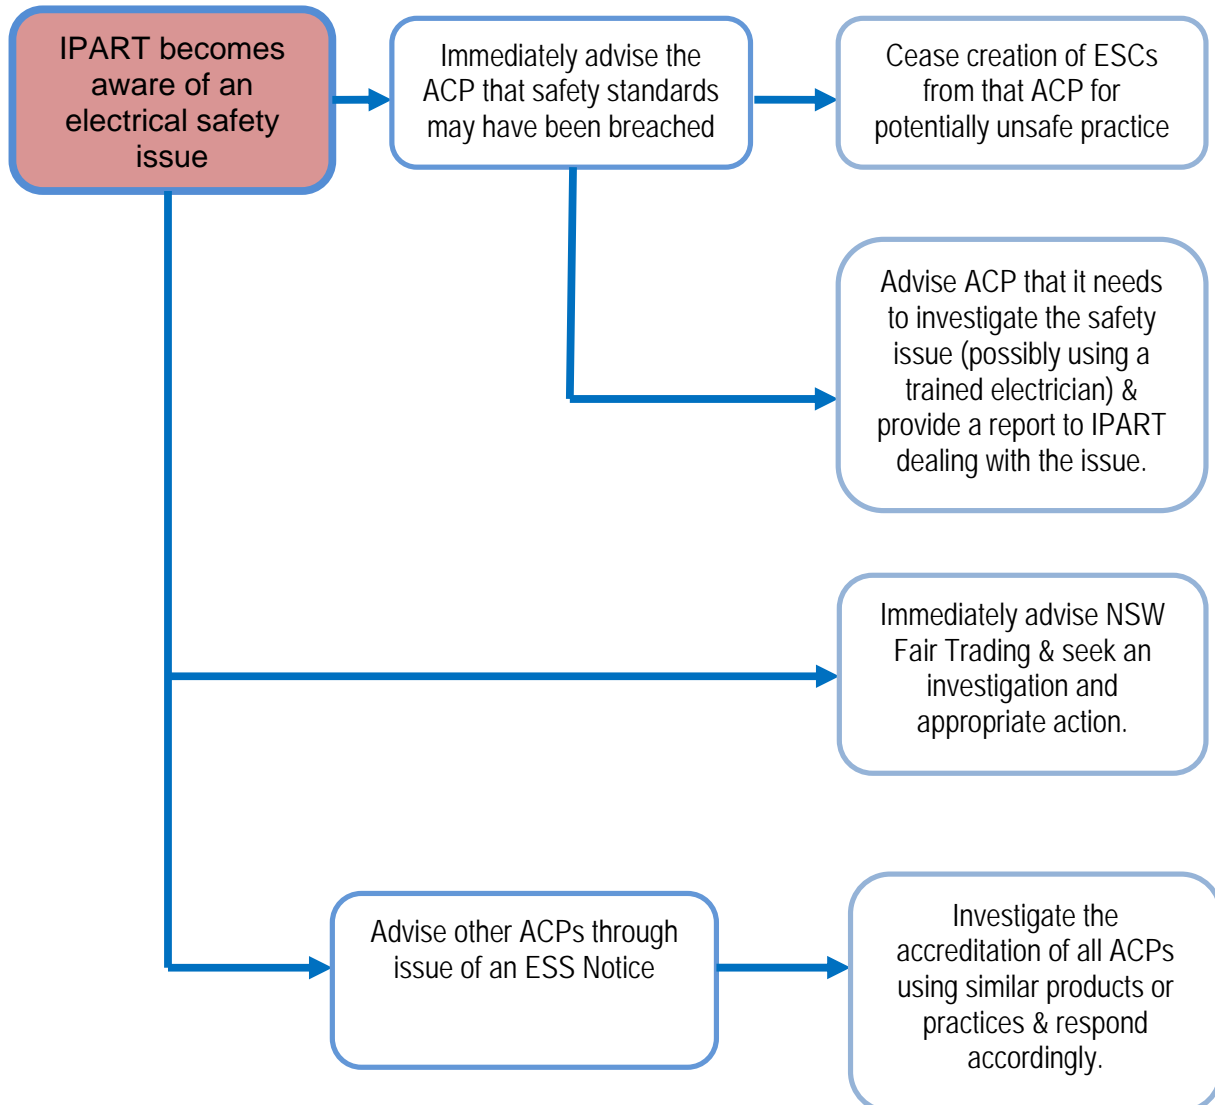 IPART becomes
aware of an
electrical safety
issue
Immediately advise the
ACP that safety standards
may have been breached
Cease creation of ESCs
from that ACP for
potentially unsafe practice
Advise ACP that it needs
to investigate the safety
issue (possibly using a
trained electrician) &
provide a report to IPART
dealing with the issue.
Immediately advise NSW
Fair Trading & seek an
investigation and
appropriate action.
Advise other ACPs through
issue of an ESS Notice
Investigate the
accreditation of all ACPs
using similar products or
practices & respond
accordingly.